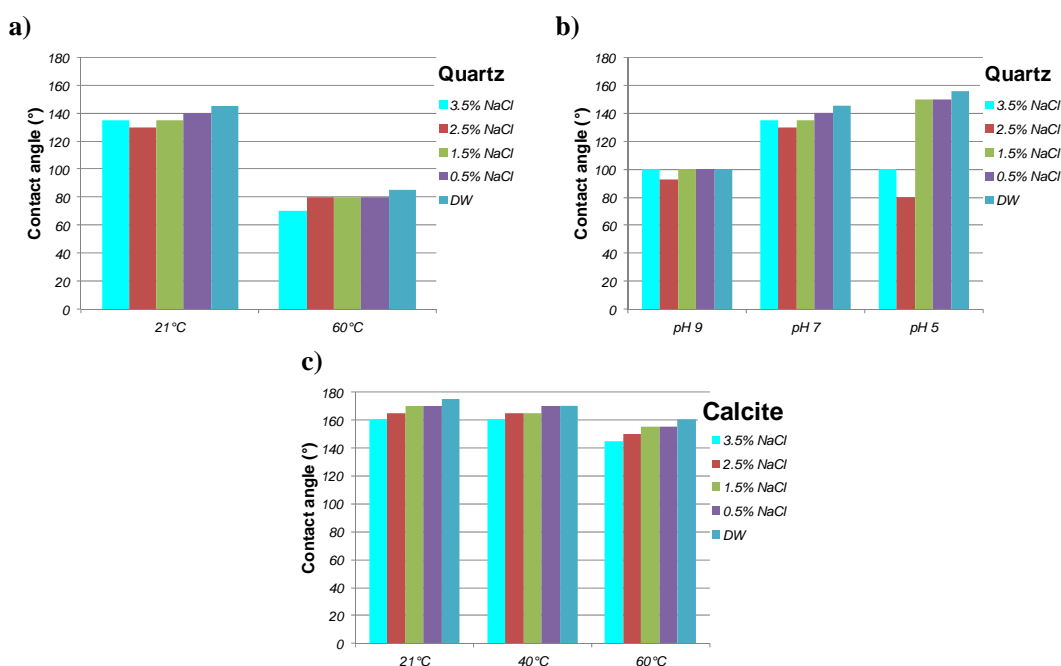 a)
180
160
140
120
100
80
60
40
20
0
Contact angle (°)
21°C
60°C
Quartz
3.5% NaCl
2.5% NaCl
1.5% NaCl
0.5% NaCl
DW
b)
180
160
140
120
100
80
60
40
20
0
Contact angle (°)
pH 9
pH 7
pH 5
Quartz
3.5% NaCl
2.5% NaCl
1.5% NaCl
0.5% NaCl
DW
c)
180
160
140
120
100
80
60
40
20
0
Contact angle (°)
21°C
40°C
60°C
Calcite
3.5% NaCl
2.5% NaCl
1.5% NaCl
0.5% NaCl
DW